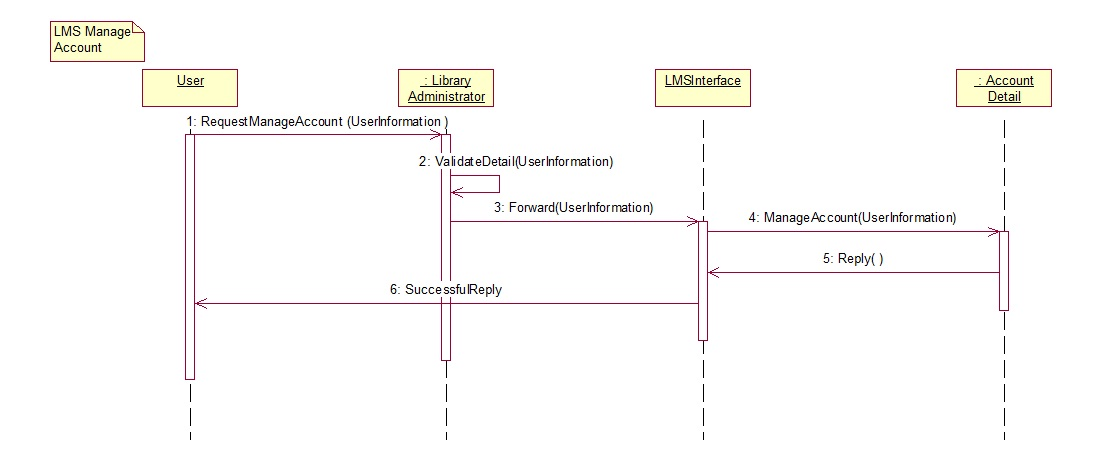 LMS Manage
Account
User
: Library
Administrator
LMSInterface
: Account
Detail
1: RequestManageAccount (UserInformation )
2: ValidateDetail(UserInformation)
3: Forward(UserInformation)
4: ManageAccount(UserInformation)
5: Reply( )
6: SuccessfulReply